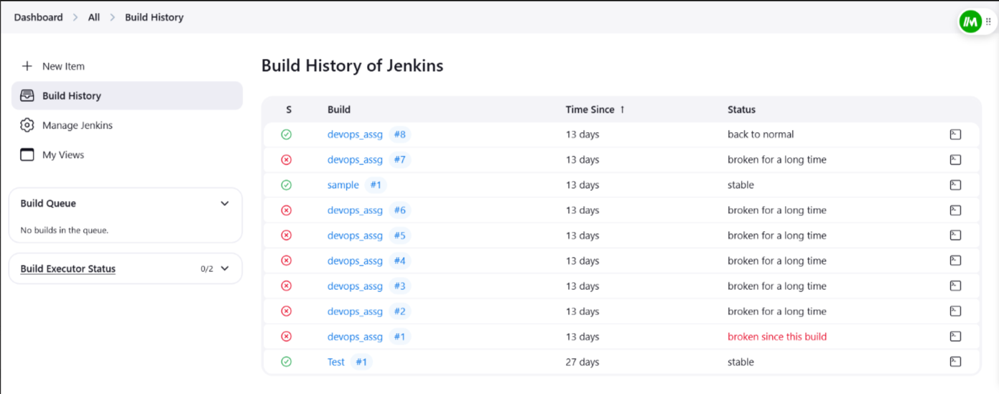 Dashboard > All > Build History
New Item
Build History
Manage Jenkins
My Views
Build Queue
No builds in the queue.
Build Executor Status 0/2
Build History of Jenkins
S Build Time Since ↑ Status
devops_assg #8 13 days back to normal
devops_assg #7 13 days broken for a long time
sample #1 13 days stable
devops_assg #6 13 days broken for a long time
devops_assg #5 13 days broken for a long time
devops_assg #4 13 days broken for a long time
devops_assg #3 13 days broken for a long time
devops_assg #2 13 days broken for a long time
devops_assg #1 13 days broken since this build
Test #1 27 days stable